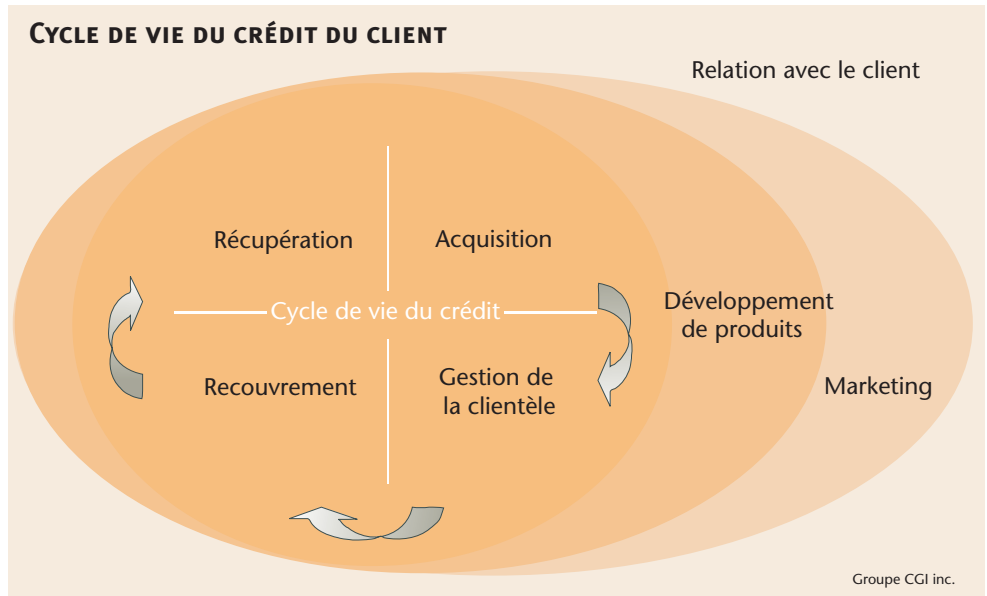 CYCLE DE VIE DU CRÉDIT DU CLIENT
Relation avec le client
Récupération
Acquisition
Cycle de vie du crédit
Développement
de produits
Recouvrement
Gestion de
la clientèle
Marketing
Groupe CGI inc.